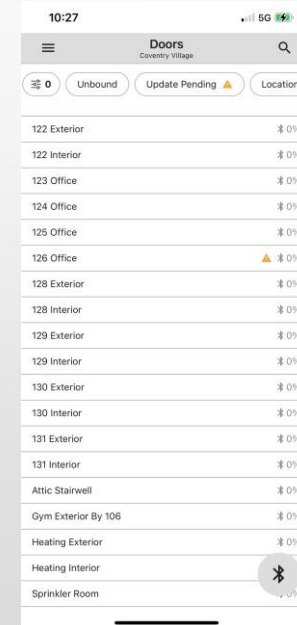 10:27
5G
Doors
Coventry Village
0
Unbound
Update Pending
Location
122 Exterior 0%
122 Interior 0%
123 Office 0%
124 Office 0%
125 Office 0%
126 Office 0%
128 Exterior 0%
128 Interior 0%
129 Exterior 0%
129 Interior 0%
130 Exterior 0%
130 Interior 0%
131 Exterior 0%
131 Interior 0%
Attic Stairwell 0%
Gym Exterior By 106 0%
Heating Exterior 0%
Heating Interior
Sprinkler Room